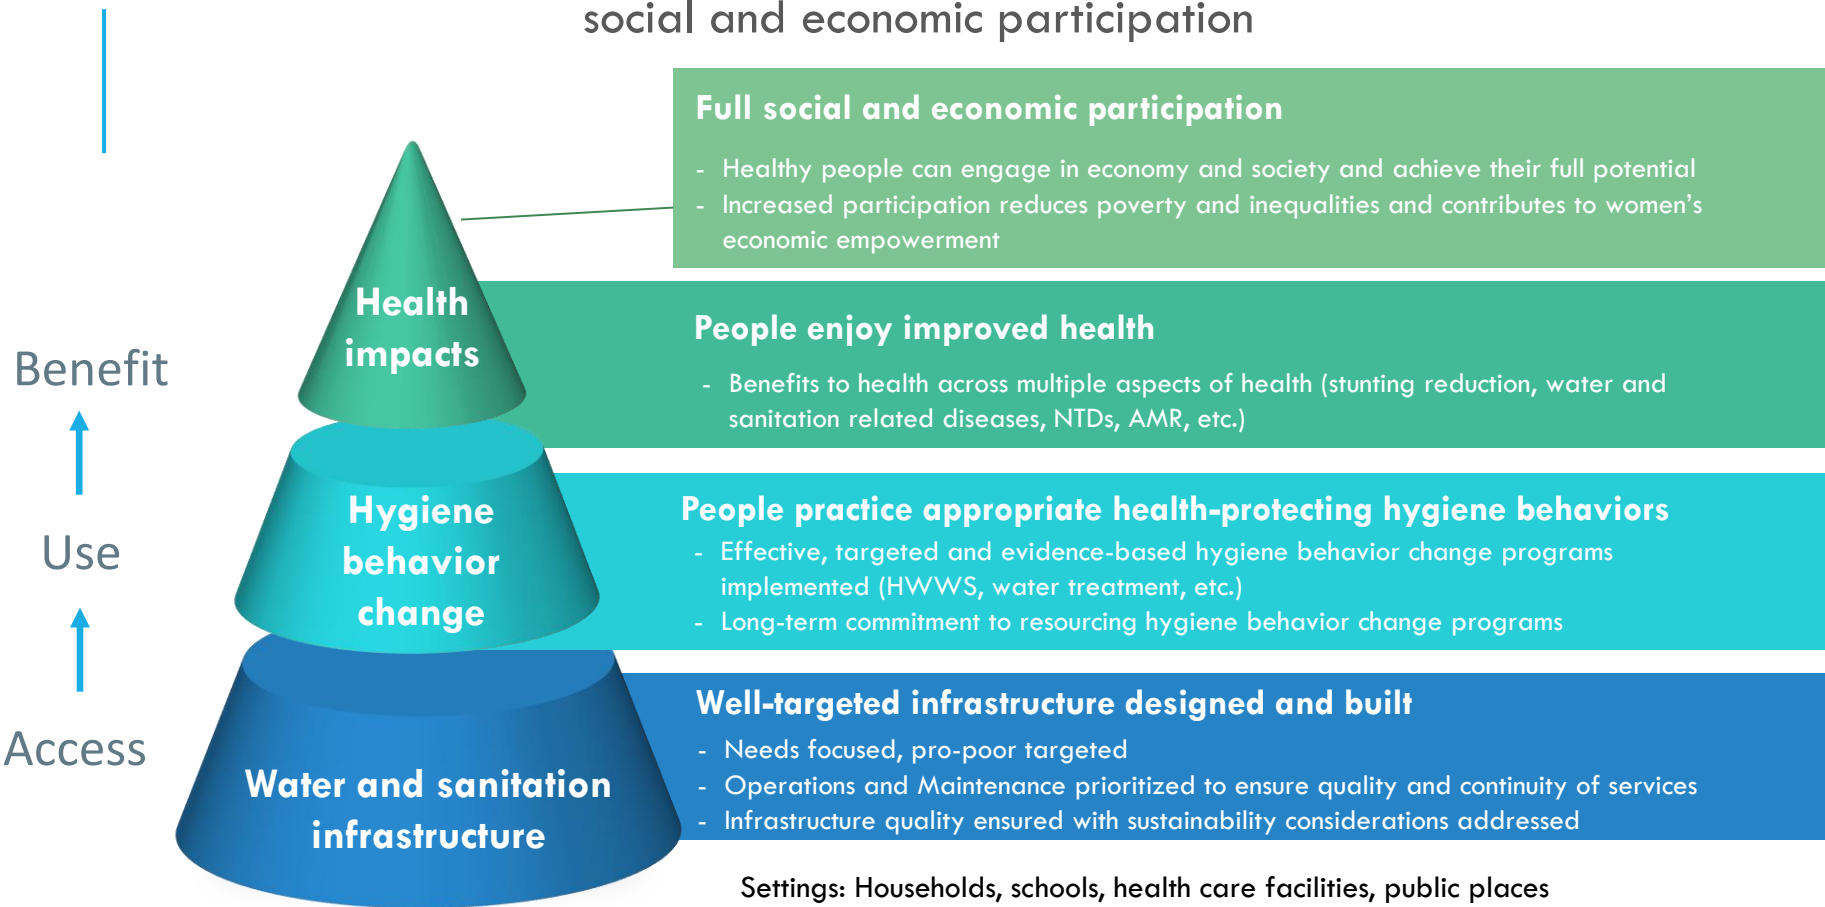 social and economic participation
Full social and economic participation
- Healthy people can engage in economy and society and achieve their full potential
- Increased participation reduces poverty and inequalities and contributes to women’s
economic empowerment
Health
impacts
People enjoy improved health
- Benefits to health across multiple aspects of health (stunting reduction, water and
sanitation related diseases, NTDs, AMR, etc.)
Benefit
Hygiene
behavior
change
People practice appropriate health-protecting hygiene behaviors
- Effective, targeted and evidence-based hygiene behavior change programs
implemented (HWWS, water treatment, etc.)
- Long-term commitment to resourcing hygiene behavior change programs
Use
Well-targeted infrastructure designed and built
- Needs focused, pro-poor targeted
- Operations and Maintenance prioritized to ensure quality and continuity of services
- Infrastructure quality ensured with sustainability considerations addressed
Access
Water and sanitation
infrastructure
Settings: Households, schools, health care facilities, public places